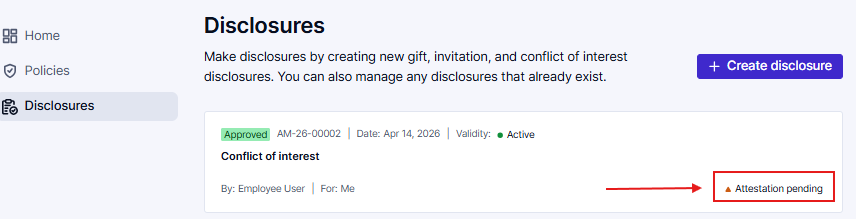 Home
Policies
Disclosures
Disclosures
Make disclosures by creating new gift, invitation, and conflict of interest
disclosures. You can also manage any disclosures that already exist.
+ Create disclosure
Approved AM-26-00002 | Date: Apr 14, 2026 | Validity: ● Active
Conflict of interest
By: Employee User | For: Me
▲ Attestation pending